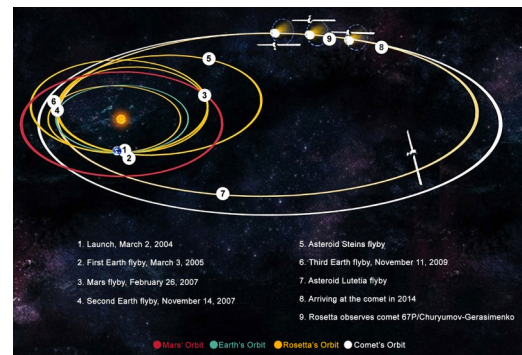 9
8
5
3
6
4
1
2
7
1. Launch, March 2, 2004
2. First Earth flyby, March 3, 2005
3. Mars flyby, February 26, 2007
4. Second Earth flyby, November 14, 2007
5. Asteroid Steins flyby
6. Third Earth flyby, November 11, 2009
7. Asteroid Lutetia flyby
8. Arriving at the comet in 2014
9. Rosetta observes comet 67P/Churyumov-Gerasimenko
Mars' Orbit
Earth's Orbit
Rosetta's Orbit
Comet's Orbit